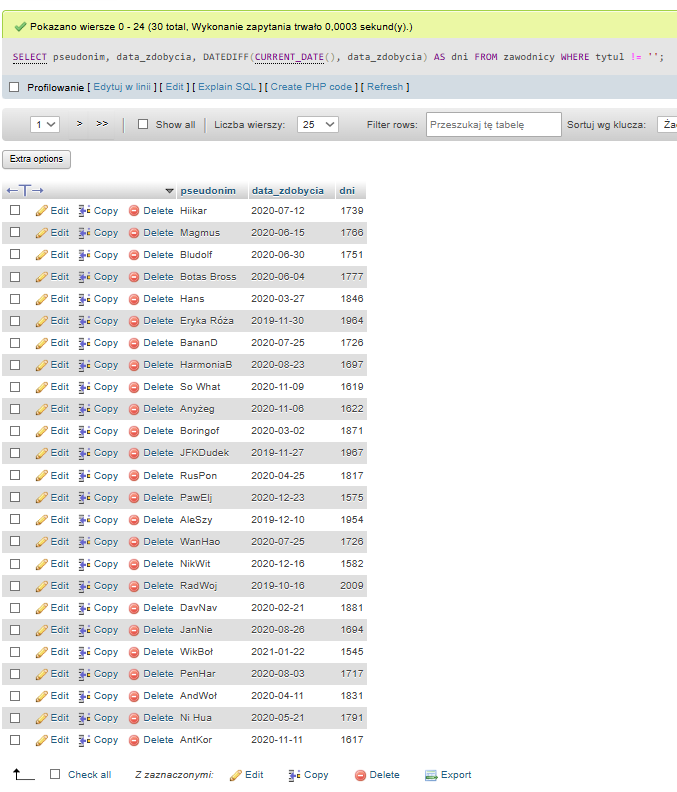 Pokazano wiersze 0 - 24 (30 total, Wykonanie zapytania trwało 0,0003 sekund(y).)
SELECT pseudonim, data_zdobycia, DATEDIFF(CURRENT_DATE(), data_zdobycia) AS dni FROM zawodnicy WHERE tytul != '';
Profilowanie [ Edytuj w linii ] [ Edit ] [ Explain SQL ] [ Create PHP code ] [ Refresh ]
1 > >> Show all Liczba wierszy: 25 Filter rows: Przeszukaj tę tabelę Sortuj wg klucza:
Extra options
←T→ pseudonim data_zdobycia dni
Edit Copy Delete Hiikar 2020-07-12 1739
Edit Copy Delete Magmus 2020-06-15 1766
Edit Copy Delete Bludolf 2020-06-30 1751
Edit Copy Delete Botas Bross 2020-06-04 1777
Edit Copy Delete Hans 2020-03-27 1846
Edit Copy Delete Eryka Róża 2019-11-30 1964
Edit Copy Delete BananD 2020-07-25 1726
Edit Copy Delete HarmoniaB 2020-08-23 1697
Edit Copy Delete So What 2020-11-09 1619
Edit Copy Delete Anyżeg 2020-11-06 1622
Edit Copy Delete Boringof 2020-03-02 1871
Edit Copy Delete JFKDudek 2019-11-27 1967
Edit Copy Delete RusPon 2020-04-25 1817
Edit Copy Delete PawElj 2020-12-23 1575
Edit Copy Delete AleSzy 2019-12-10 1954
Edit Copy Delete WanHao 2020-07-25 1726
Edit Copy Delete NikWit 2020-12-16 1582
Edit Copy Delete RadWoj 2019-10-16 2009
Edit Copy Delete DavNav 2020-02-21 1881
Edit Copy Delete JanNie 2020-08-26 1694
Edit Copy Delete WikBoł 2021-01-22 1545
Edit Copy Delete PenHar 2020-08-03 1717
Edit Copy Delete AndWoł 2020-04-11 1831
Edit Copy Delete Ni Hua 2020-05-21 1791
Edit Copy Delete AntKor 2020-11-11 1617
Check all Z zaznaczonymi: Edit Copy Delete Export